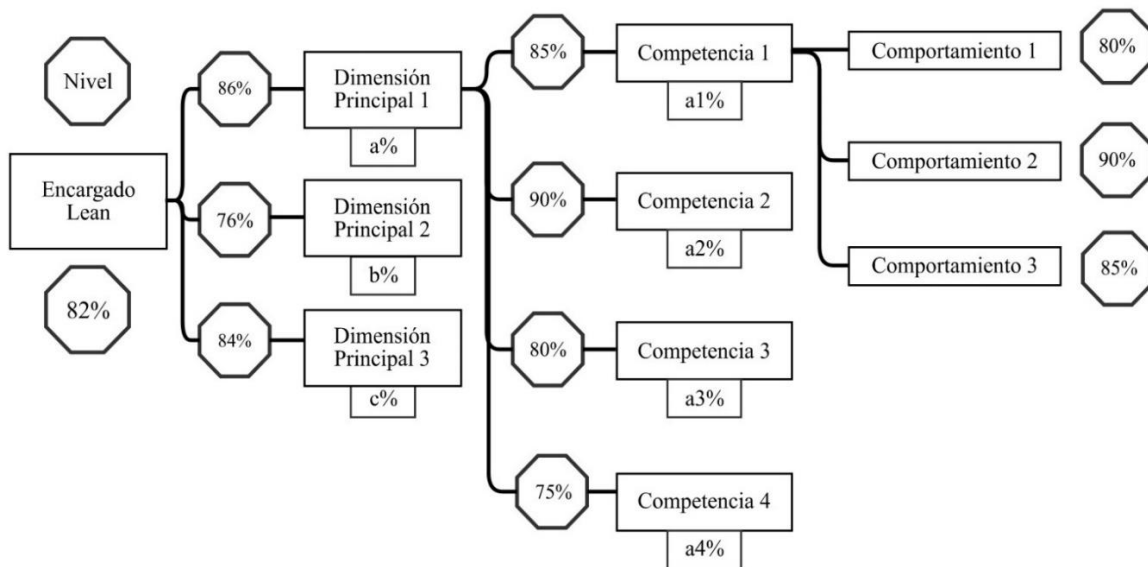 Nivel
Encargado
Lean
82%
86%
Dimensión
Principal 1
a%
76%
Dimensión
Principal 2
b%
84%
Dimensión
Principal 3
c%
85%
Competencia 1
a1%
90%
Competencia 2
a2%
80%
Competencia 3
a3%
75%
Competencia 4
a4%
Comportamiento 1
80%
Comportamiento 2
90%
Comportamiento 3
85%